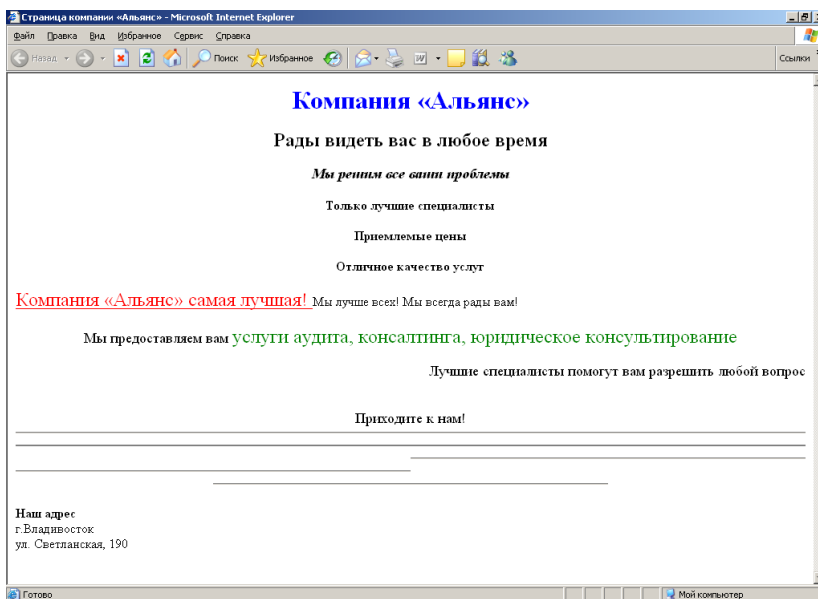 Страница компании «Альянс» - Microsoft Internet Explorer
Файл Правка Вид Избранное Сервис Справка
Назад Поиск Избранное Ссылки
Компания «Альянс»
Рады видеть вас в любое время
Мы решим все ваши проблемы
Только лучшие специалисты
Приемлемые цены
Отличное качество услуг
Компания «Альянс» самая лучшая! Мы лучше всех! Мы всегда рады вам!
Мы предоставляем вам услуги аудита, консалтинга, юридическое консультирование
Лучшие специалисты помогут вам разрешить любой вопрос
Приходите к нам!
Наш адрес
г.Владивосток
ул. Светланская, 190
Готово Мой компьютер